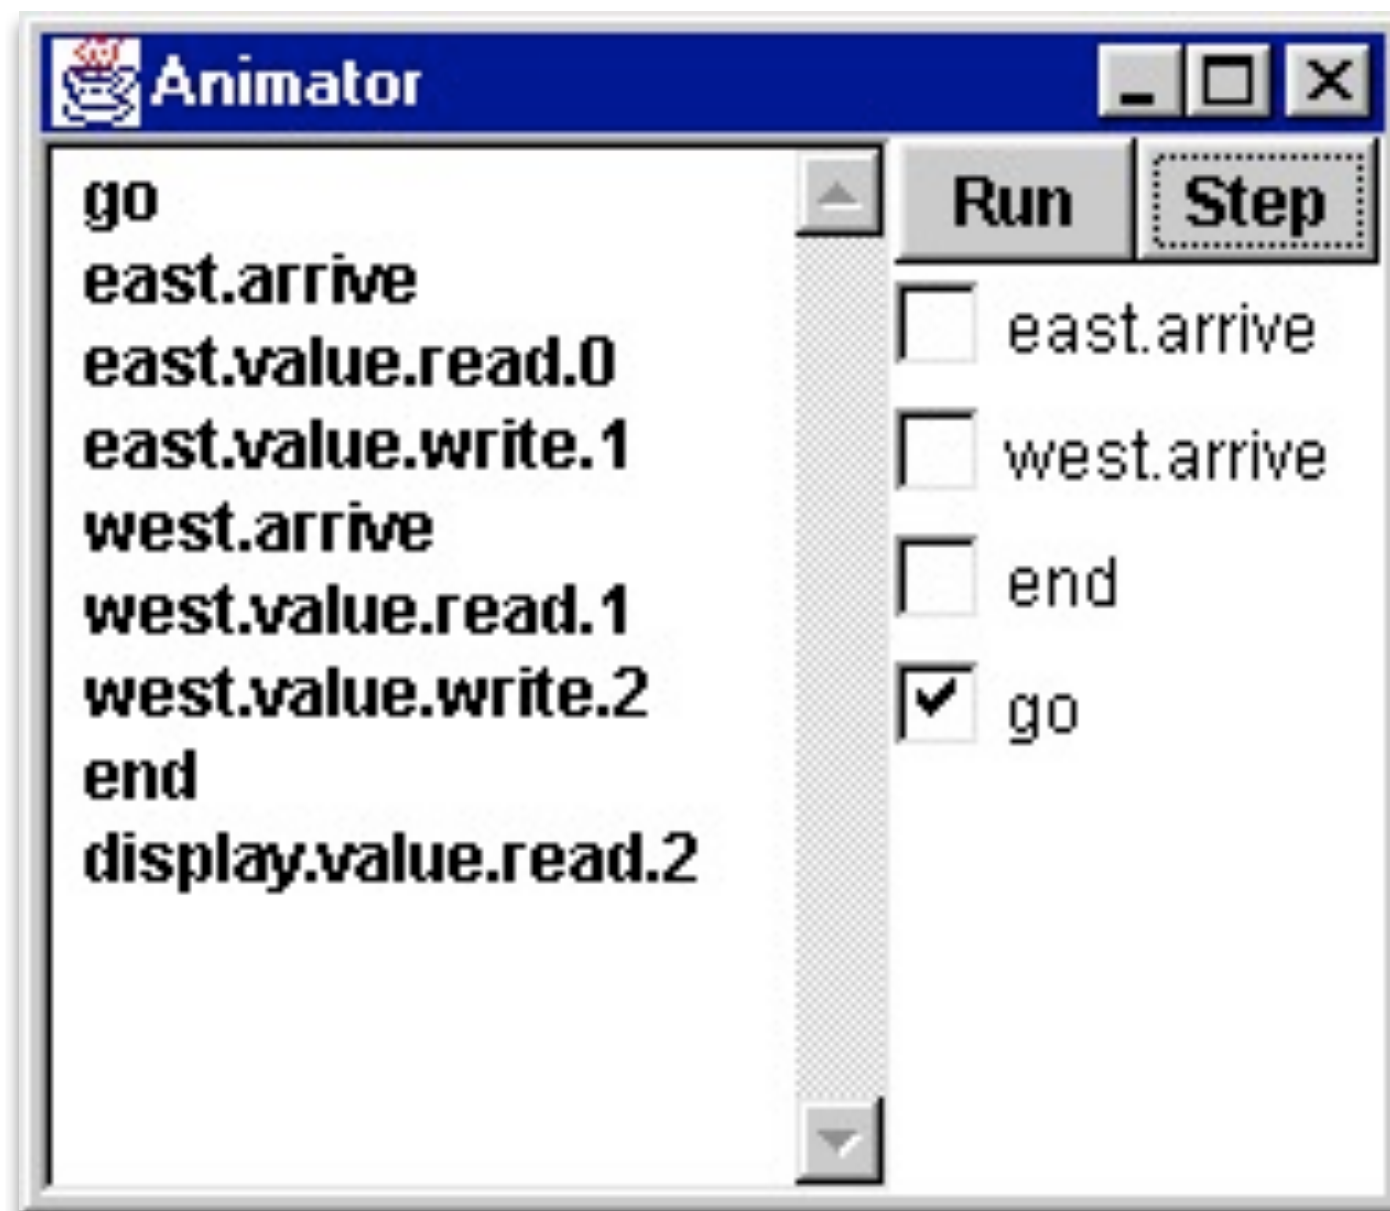 Animator
go
east.arrive
east.value.read.0
east.value.write.1
west.arrive
west.value.read.1
west.value.write.2
end
display.value.read.2
Run Step
east.arrive
west.arrive
end
go